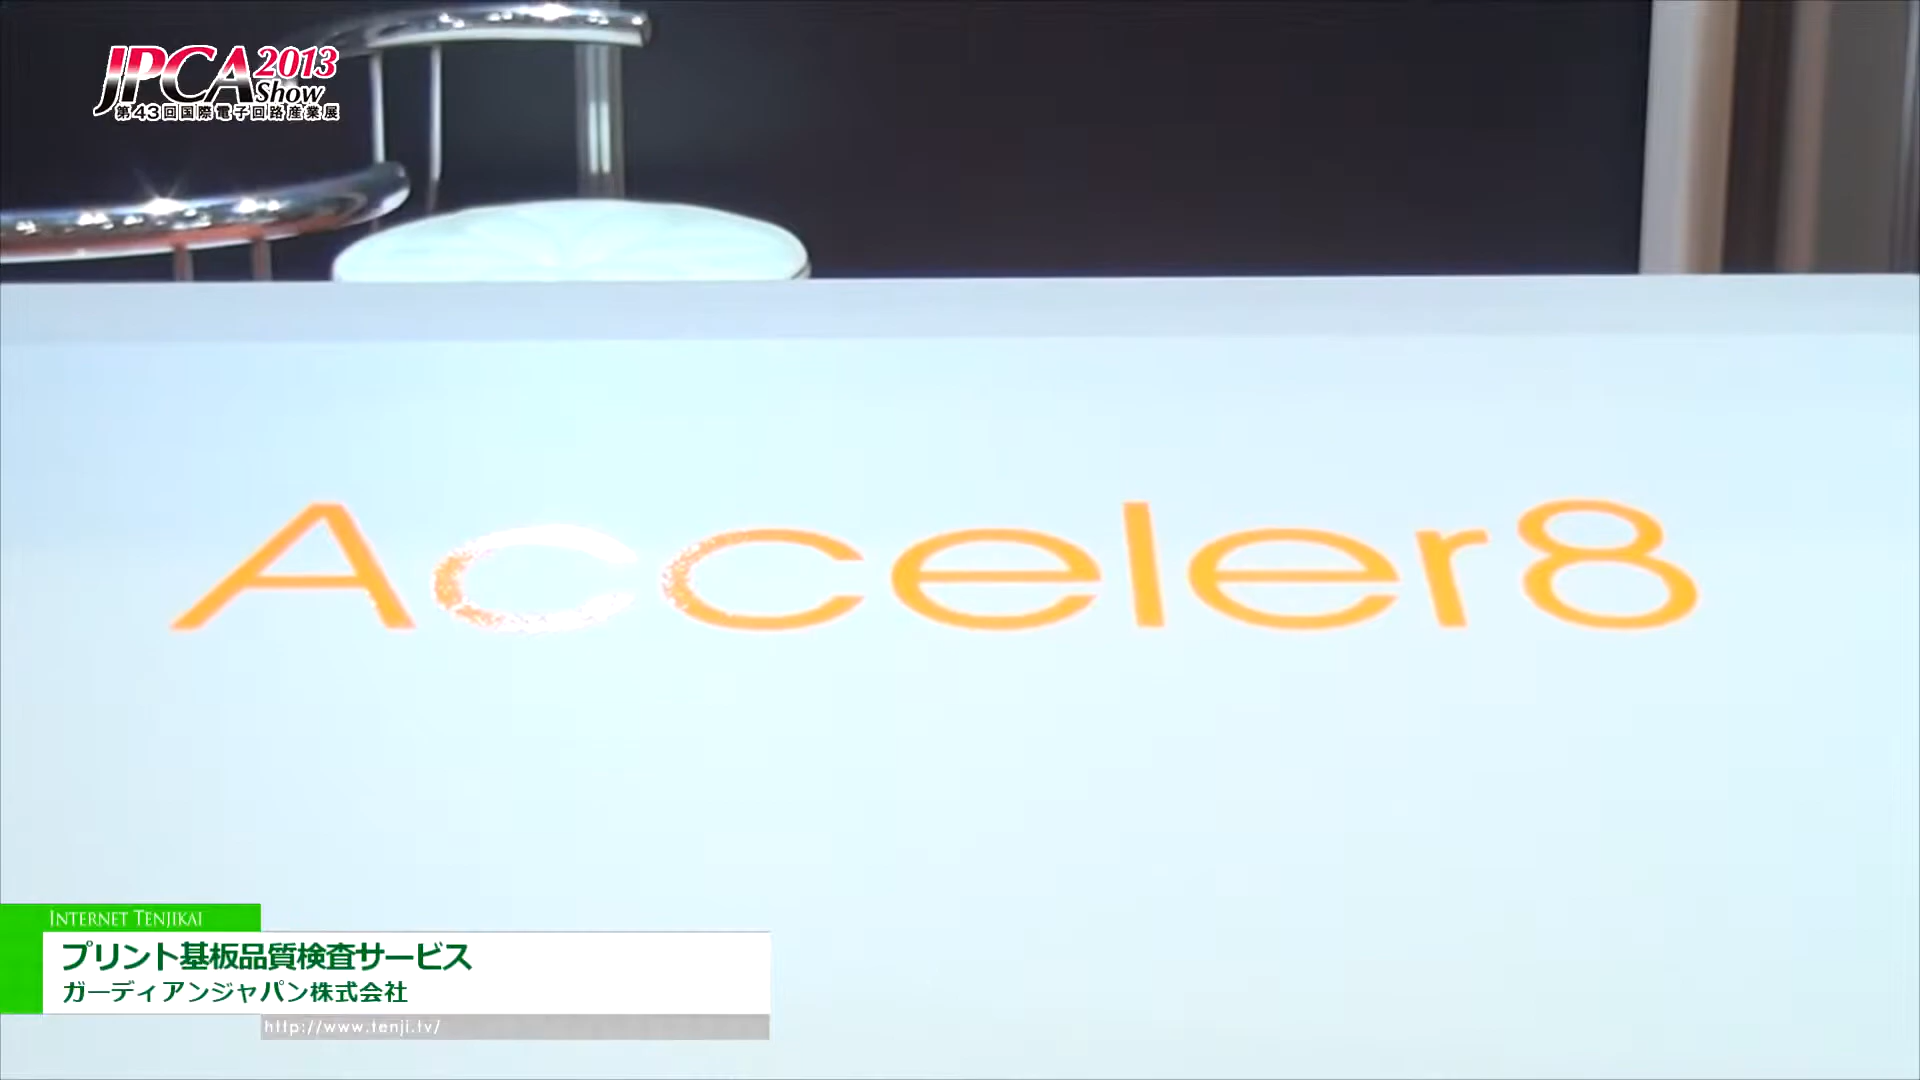 JPCA 2013
Show
第43回国際電子回路産業展
Acceler8
INTERNET TENJIKAI
プリント基板品質検査サービス
ガーディアンジャパン株式会社
http://www.tenji.tv/